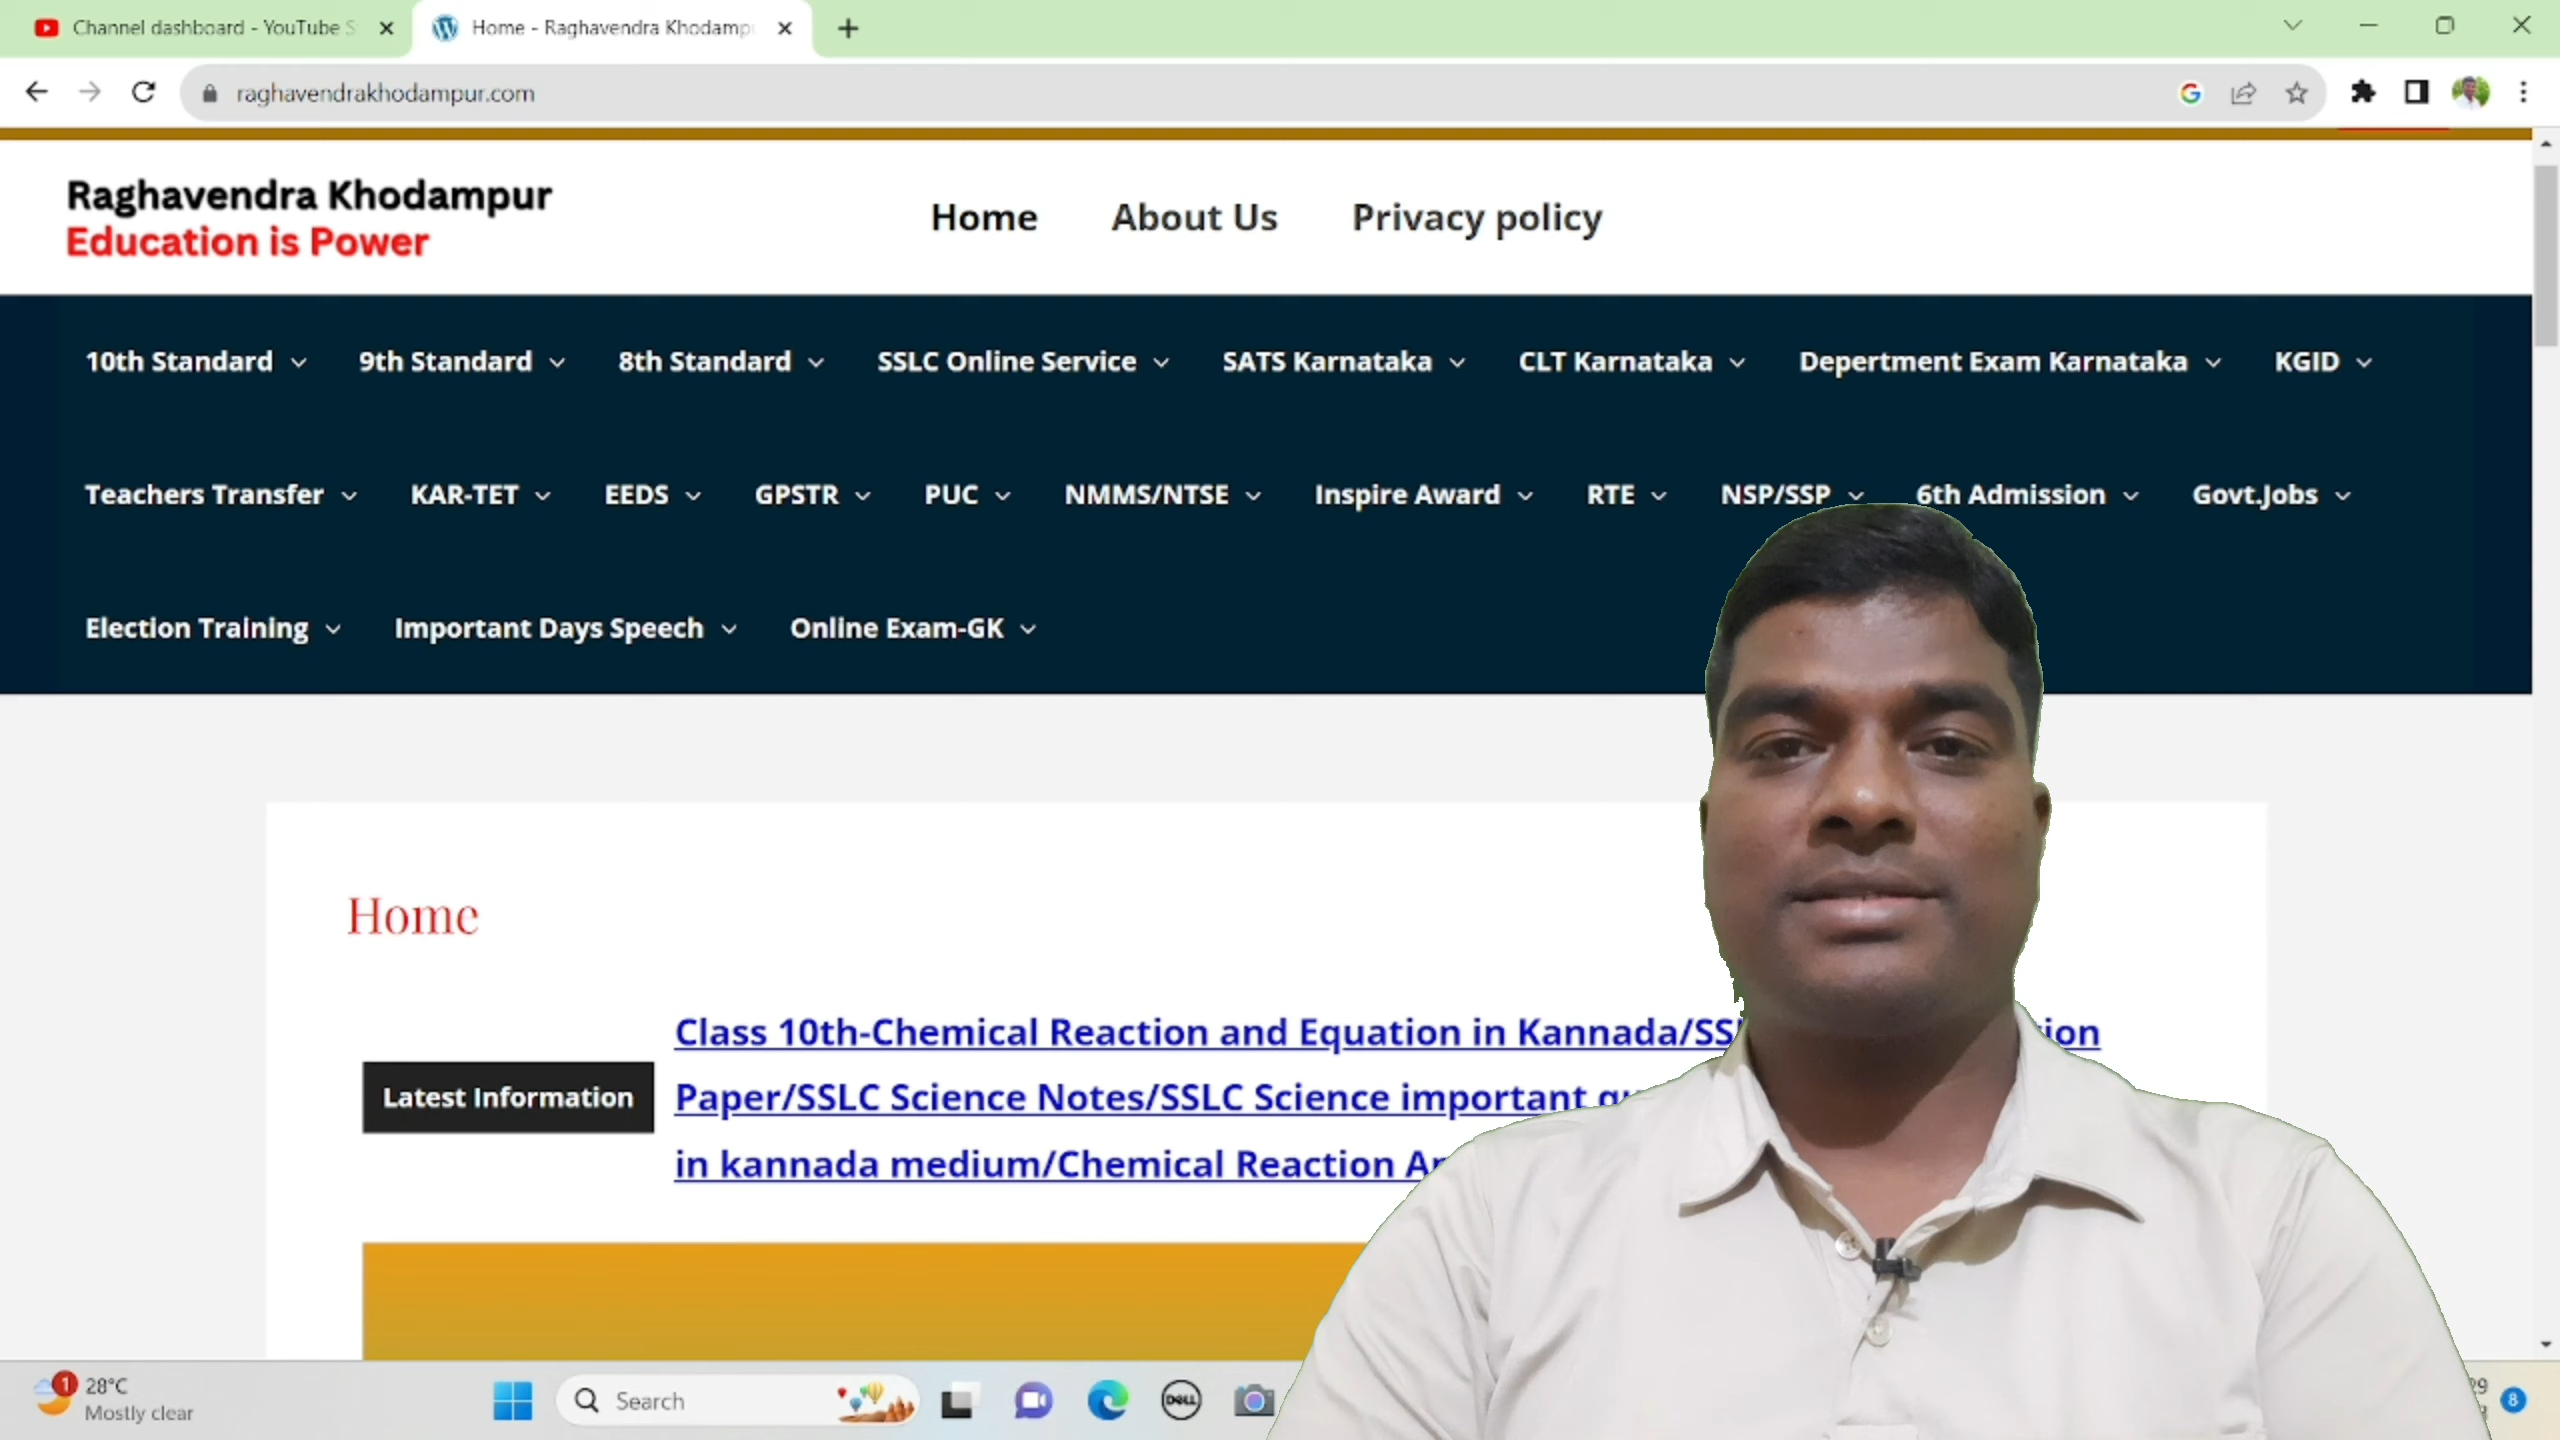 Channel dashboard - YouTube S
Home - Raghavendra Khodamp
raghavendrakhodampur.com
Raghavendra Khodampur
Education is Power
Home About Us Privacy policy
10th Standard 9th Standard 8th Standard SSLC Online Service SATS Karnataka CLT Karnataka Depertment Exam Karnataka KGID
Teachers Transfer KAR-TET EEDS GPSTR PUC NMMS/NTSE Inspire Award RTE NSP/SSP 6th Admission Govt.Jobs
Election Training Important Days Speech Online Exam-GK
Home
Latest Information
Class 10th-Chemical Reaction and Equation in Kannada/SS
Paper/SSLC Science Notes/SSLC Science important
in kannada medium/Chemical Reaction
1
28°C
Mostly clear
Search
DELL
8